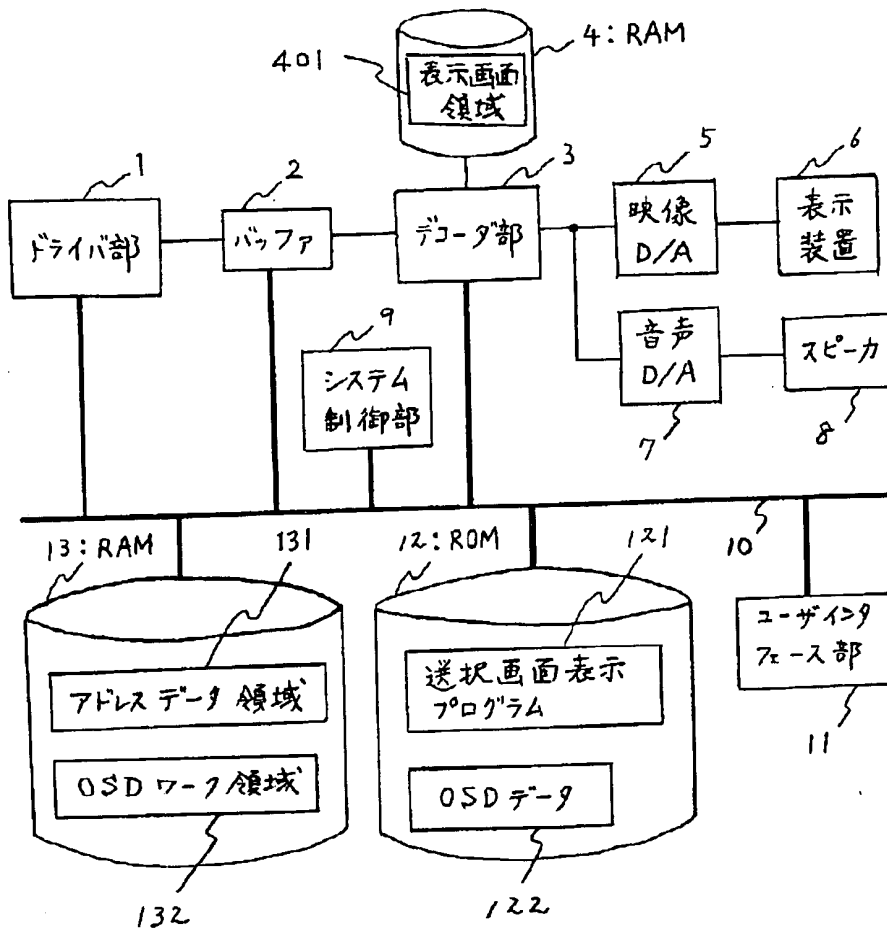 4:RAM
401
表示画面
領域
1
2
3
5
6
ドライバ部
バッファ
デコーダ部
映像
D/A
表示
装置
9
システム
制御部
音声
D/A
スピーカ
7
8
13:RAM
131
12:ROM
121
10
アドレスデータ領域
OSDワーク領域
送択画面表示
プログラム
OSDデータ
ユーザインタ
フェース部
11
132
122